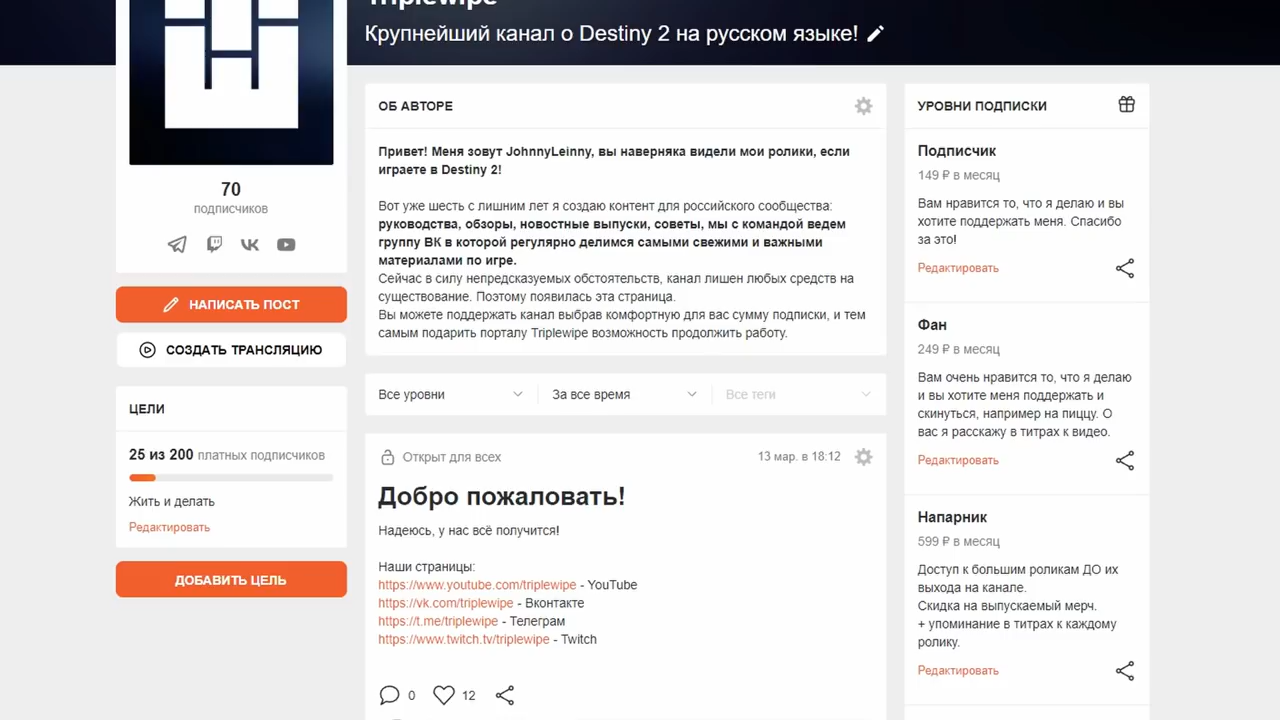 Triplewipe
Крупнейший канал о Destiny 2 на русском языке!
70
подписчиков
НАПИСАТЬ ПОСТ
СОЗДАТЬ ТРАНСЛЯЦИЮ
ЦЕЛИ
25 из 200 платных подписчиков
Жить и делать
Редактировать
ДОБАВИТЬ ЦЕЛЬ
ОБ АВТОРЕ
Привет! Меня зовут JohnnyLeinny, вы наверняка видели мои ролики, если
играете в Destiny 2!
Вот уже шесть с лишним лет я создаю контент для российского сообщества:
руководства, обзоры, новостные выпуски, советы, мы с командой ведем
группу ВК в которой регулярно делимся самыми свежими и важными
материалами по игре.
Сейчас в силу непредсказуемых обстоятельств, канал лишен любых средств на
существование. Поэтому появилась эта страница.
Вы можете поддержать канал выбрав комфортную для вас сумму подписки, и тем
самым подарить порталу Triplewipe возможность продолжить работу.
Все уровни
За все время
Все теги
Открыт для всех
13 мар. в 18:12
Добро пожаловать!
Надеюсь, у нас всё получится!
Наши страницы:
https://www.youtube.com/triplewipe - YouTube
https://vk.com/triplewipe - Вконтакте
https://t.me/triplewipe - Телеграм
https://www.twitch.tv/triplewipe - Twitch
0
12
УРОВНИ ПОДПИСКИ
Подписчик
149 ₽ в месяц
Вам нравится то, что я делаю и вы
хотите поддержать меня. Спасибо
за это!
Редактировать
Фан
249 ₽ в месяц
Вам очень нравится то, что я делаю
и вы хотите меня поддержать и
скинуться, например на пиццу. О
вас я расскажу в титрах к видео.
Редактировать
Напарник
599 ₽ в месяц
Доступ к большим роликам ДО их
выхода на канале.
Скидка на выпускаемый мерч.
+ упоминание в титрах к каждому
ролику.
Редактировать